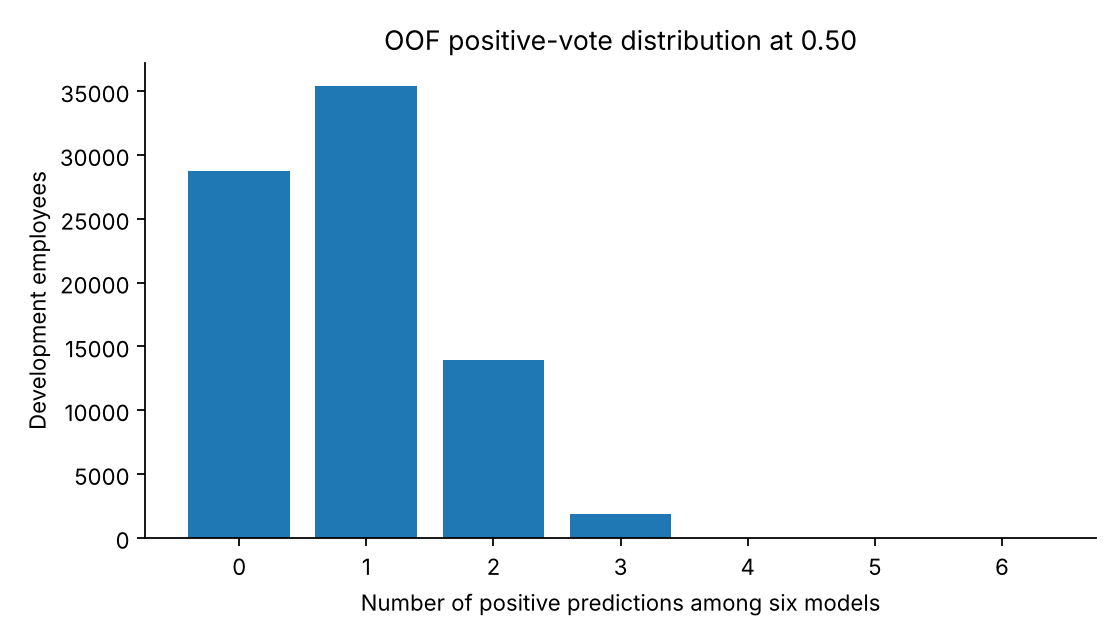 OOF positive-vote distribution at 0.50
Development employees
35000
30000
25000
20000
15000
10000
5000
0
0 1 2 3 4 5 6
Number of positive predictions among six models